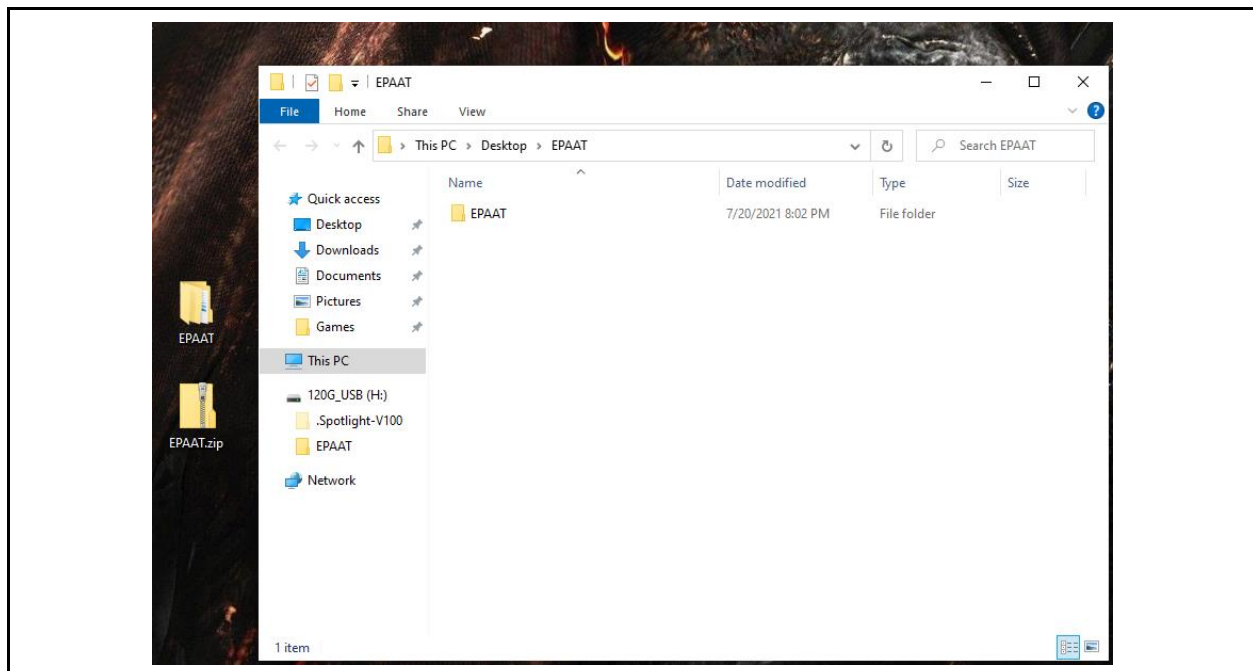 EPAAT
File Home Share View
This PC > Desktop > EPAAT
Search EPAAT
Name Date modified Type Size
EPAAT 7/20/2021 8:02 PM File folder
Quick access
Desktop
Downloads
Documents
Pictures
Games
This PC
120G_USB (H:)
.Spotlight-V100
EPAAT
Network
1 item
EPAAT
EPAAT.zip